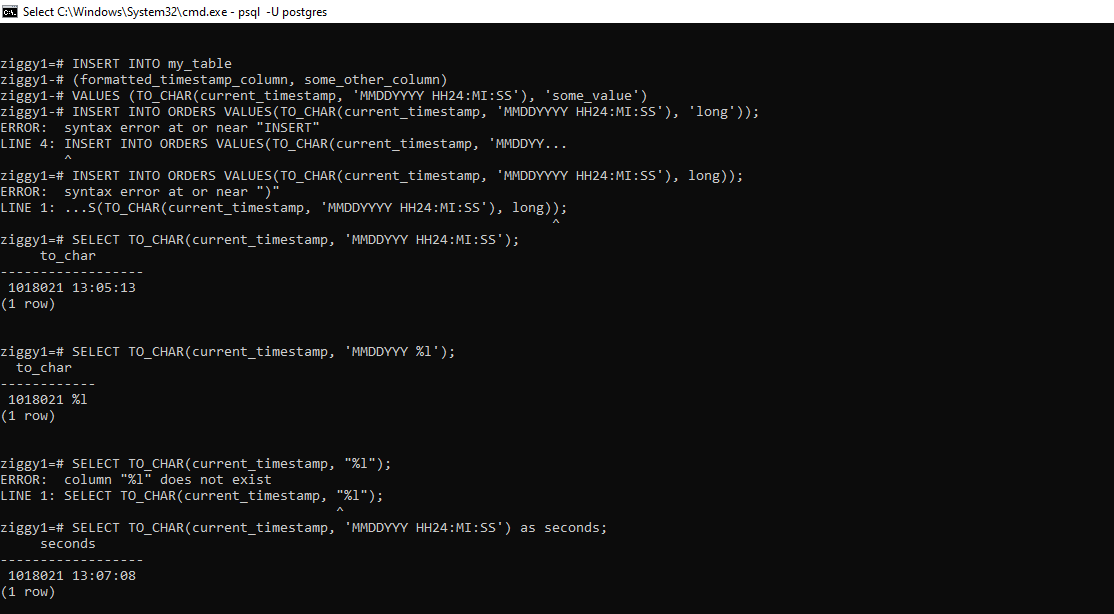 Select C:\Windows\System32\cmd.exe - psql -U postgres
ziggy1=# INSERT INTO my_table
ziggy1-# (formatted_timestamp_column, some_other_column)
ziggy1-# VALUES (TO_CHAR(current_timestamp, 'MMDDYYYY HH24:MI:SS'), 'some_value')
ziggy1-# INSERT INTO ORDERS VALUES(TO_CHAR(current_timestamp, 'MMDDYYYY HH24:MI:SS'), 'long'));
ERROR:  syntax error at or near "INSERT"
LINE 4: INSERT INTO ORDERS VALUES(TO_CHAR(current_timestamp, 'MMDDYY...
        ^
ziggy1=# INSERT INTO ORDERS VALUES(TO_CHAR(current_timestamp, 'MMDDYYYY HH24:MI:SS'), long));
ERROR:  syntax error at or near ")"
LINE 1: ...S(TO_CHAR(current_timestamp, 'MMDDYYYY HH24:MI:SS'), long));
                                                                     ^
ziggy1=# SELECT TO_CHAR(current_timestamp, 'MMDDYYY HH24:MI:SS');
     to_char
------------------
 1018021 13:05:13
(1 row)
ziggy1=# SELECT TO_CHAR(current_timestamp, 'MMDDYYY %l');
  to_char
------------
 1018021 %l
(1 row)
ziggy1=# SELECT TO_CHAR(current_timestamp, "%l");
ERROR:  column "%l" does not exist
LINE 1: SELECT TO_CHAR(current_timestamp, "%l");
                                          ^
ziggy1=# SELECT TO_CHAR(current_timestamp, 'MMDDYYY HH24:MI:SS') as seconds;
     seconds
------------------
 1018021 13:07:08
(1 row)